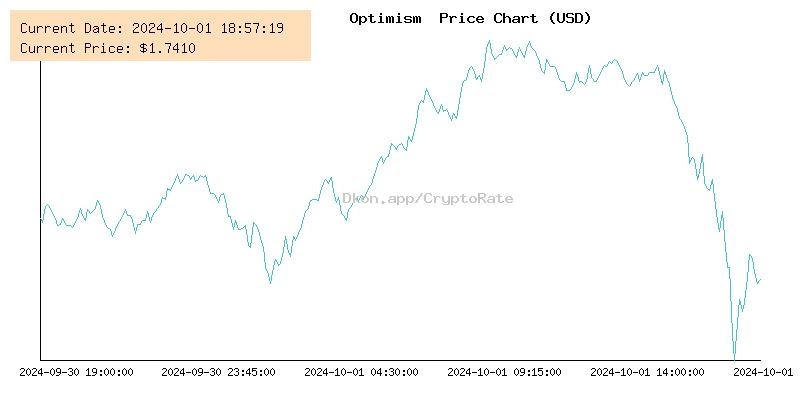 Optimism  Price Chart (USD)
Current Date: 2024-10-01 18:57:19
Current Price: $1.7410
Dkon.app/CryptoRate
2024-09-30 19:00:00 2024-09-30 23:45:00 2024-10-01 04:30:00 2024-10-01 09:15:00 2024-10-01 14:00:00 2024-10-01